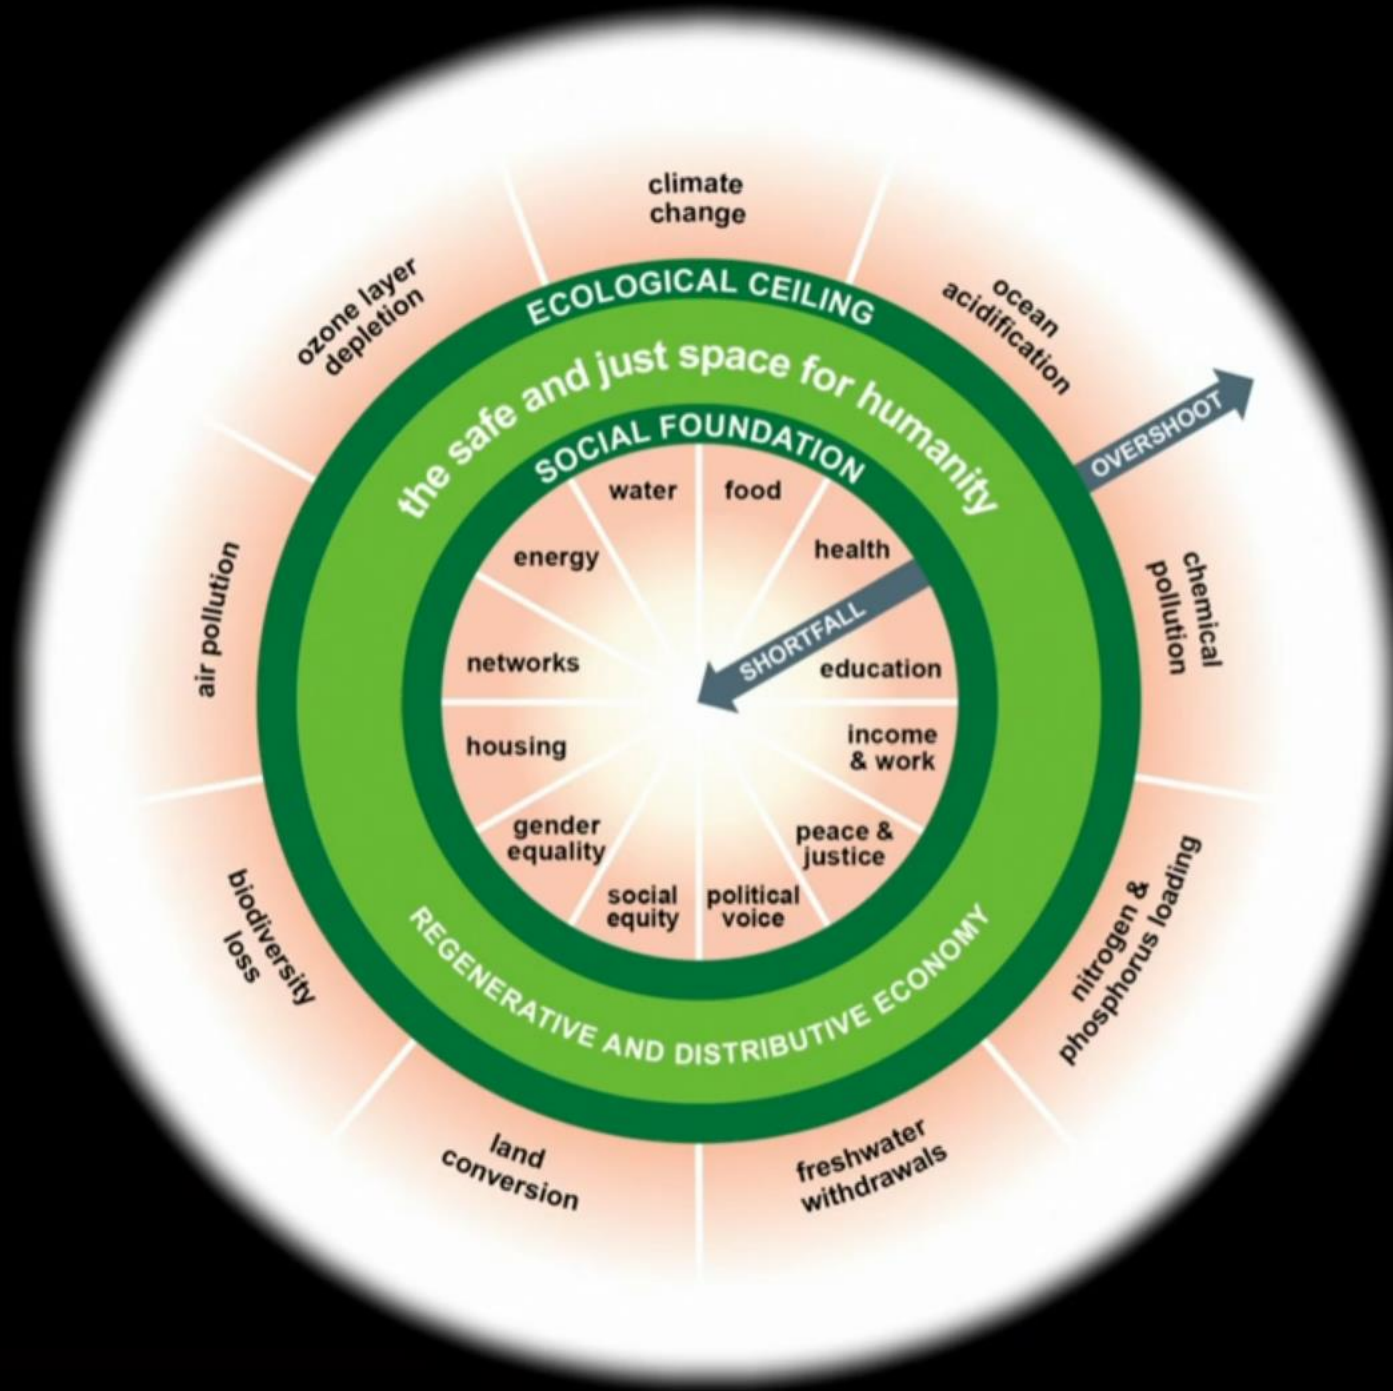 climate
change
ocean
acidification
OVERSHOOT
chemical
pollution
nitrogen &
phosphorus loading
freshwater
withdrawals
land
conversion
biodiversity
loss
air pollution
ozone layer
depletion
ECOLOGICAL CEILING
the safe and just space for humanity
SOCIAL FOUNDATION
water
food
health
SHORTFALL
education
income
& work
peace &
justice
political
voice
social
equity
gender
equality
housing
networks
energy
REGENERATIVE AND DISTRIBUTIVE ECONOMY